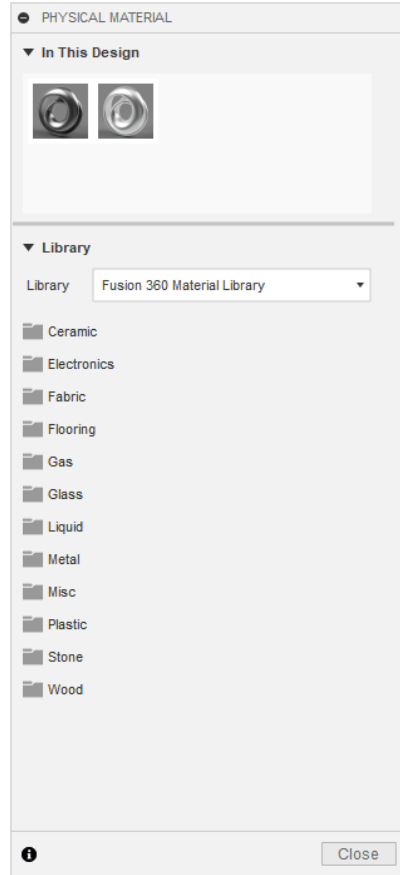 PHYSICAL MATERIAL
In This Design
Library
Library Fusion 360 Material Library
Ceramic
Electronics
Fabric
Flooring
Gas
Glass
Liquid
Metal
Misc
Plastic
Stone
Wood
Close